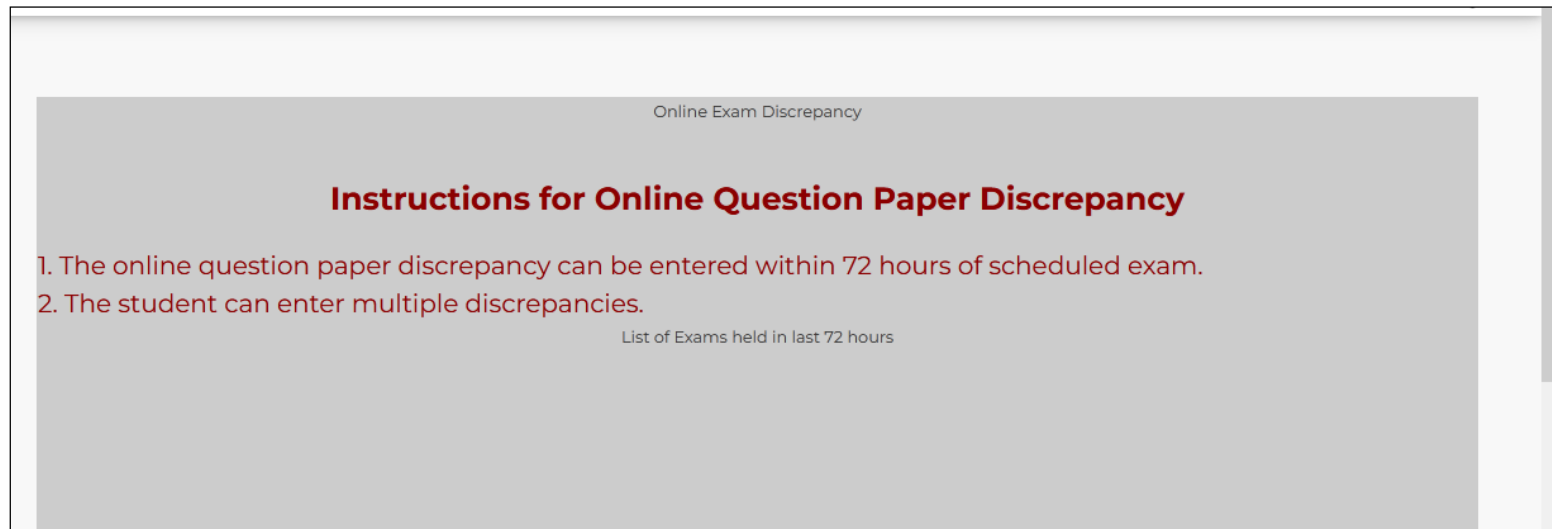 Online Exam Discrepancy
Instructions for Online Question Paper Discrepancy
1. The online question paper discrepancy can be entered within 72 hours of scheduled exam.
2. The student can enter multiple discrepancies.
List of Exams held in last 72 hours